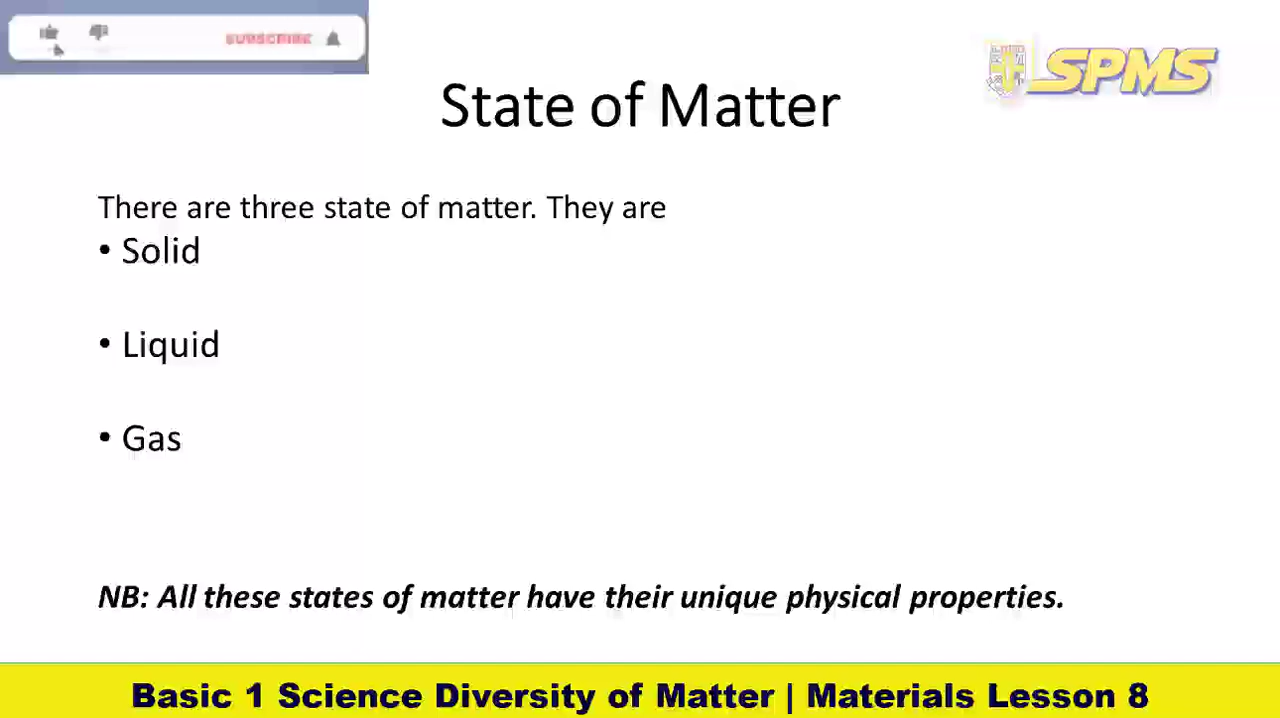 SUBSCRIBE
SPMS
State of Matter
There are three state of matter. They are
• Solid
• Liquid
• Gas
NB: All these states of matter have their unique physical properties.
Basic 1 Science Diversity of Matter | Materials Lesson 8